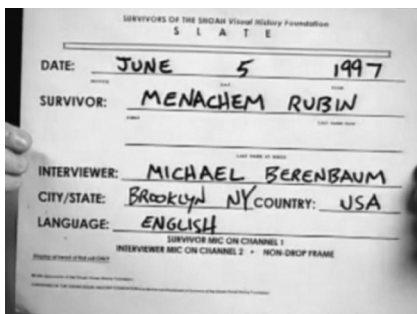 SURVIVORS OF THE SHOAH Visual History Foundation
S L A T E
DATE: JUNE 5 1997
SURVIVOR: MENACHEM RUBIN
INTERVIEWER: MICHAEL BERENBAUM
CITY/STATE: BROOKLYN NY COUNTRY: USA
LANGUAGE: ENGLISH
SURVIVOR MIC ON CHANNEL 1
INTERVIEWER MIC ON CHANNEL 2 • NON-DROP FRAME